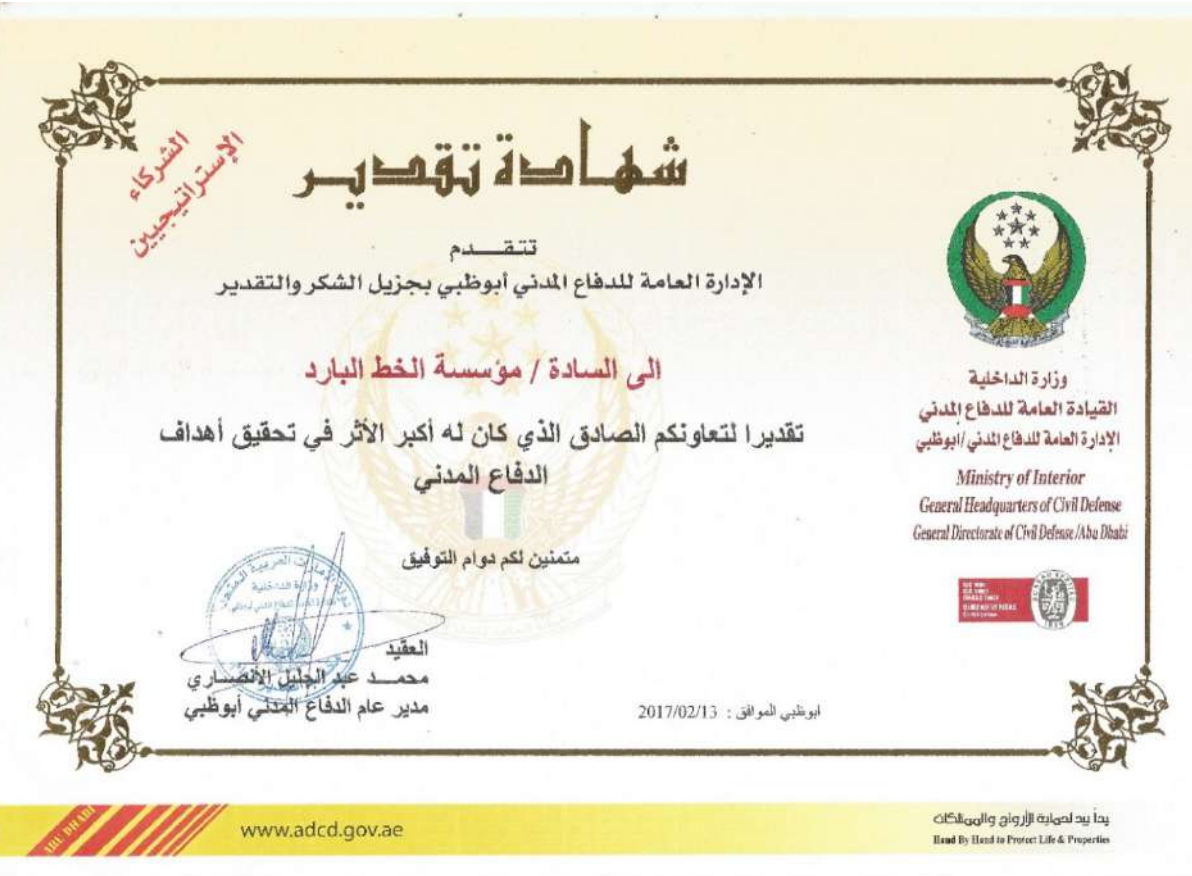 الشركاء
الإستراتيجيين
شهادة تقدير
تتقدم
الإدارة العامة للدفاع المدني أبوظبي بجزيل الشكر والتقدير
الى السادة / مؤسسة الخط البارد
تقديرا لتعاونكم الصادق الذي كان له أكبر الأثر في تحقيق أهداف
الدفاع المدني
متمنين لكم دوام التوفيق
العقيد
محمد عبد الجليل الأنصاري
مدير عام الدفاع المدني أبوظبي
ابوظبي الموافق : 2017/02/13
وزارة الداخلية
القيادة العامة للدفاع المدني
الإدارة العامة للدفاع المدني/ابوظبي
Ministry of Interior
General Headquarters of Civil Defense
General Directorate of Civil Defense/Abu Dhabi
ABU DHABI
www.adcd.gov.ae
يداً بيد لحماية الأرواح والممتلكات
Hand By Hand to Protect Life & Properties